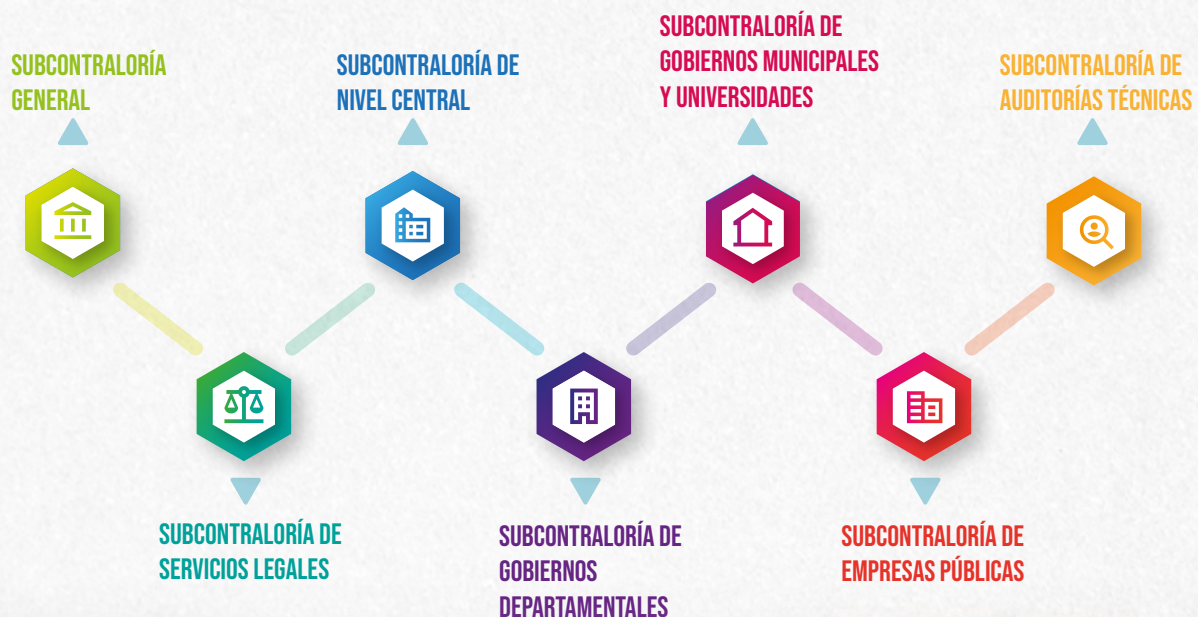 SUBCONTRALORÍA
GENERAL
SUBCONTRALORÍA DE
SERVICIOS LEGALES
SUBCONTRALORÍA DE
NIVEL CENTRAL
SUBCONTRALORÍA DE
GOBIERNOS
DEPARTAMENTALES
SUBCONTRALORÍA DE
GOBIERNOS MUNICIPALES
Y UNIVERSIDADES
SUBCONTRALORÍA DE
EMPRESAS PÚBLICAS
SUBCONTRALORÍA DE
AUDITORÍAS TÉCNICAS